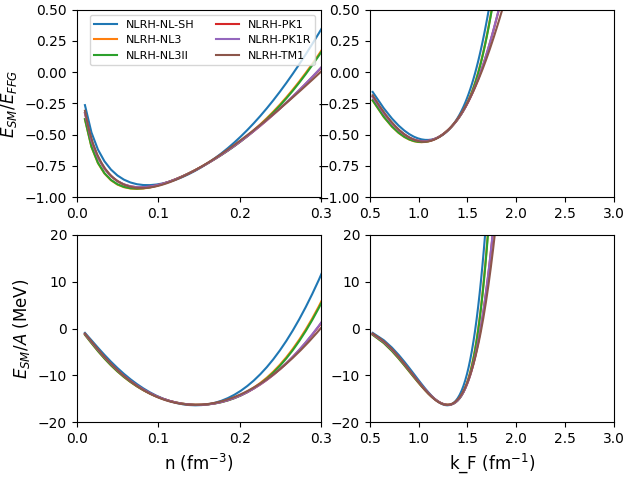 0.50
0.25
0.00
−0.25
−0.50
−0.75
−1.00
E_SM/E_FFG
NLRH-NL-SH
NLRH-NL3
NLRH-NL3II
NLRH-PK1
NLRH-PK1R
NLRH-TM1
0.0 0.1 0.2 0.3
0.50
0.25
0.00
−0.25
−0.50
−0.75
−1.00
0.5 1.0 1.5 2.0 2.5 3.0
20
10
0
−10
−20
E_SM/A (MeV)
0.0 0.1 0.2 0.3
n (fm⁻³)
20
10
0
−10
−20
0.5 1.0 1.5 2.0 2.5 3.0
k_F (fm⁻¹)